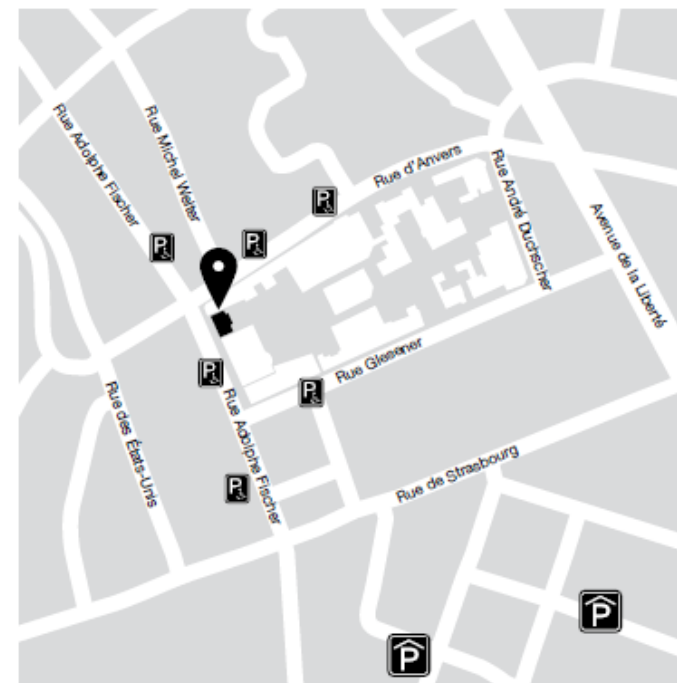 Rue Adolphe Fischer
Rue Michel Welter
Rue d'Anvers
Rue André Duchscher
Avenue de la Liberté
P
P
P
P
Rue Glesener
P
Rue des États-Unis
Rue Adolphe Fischer
P
Rue de Strasbourg
P
P